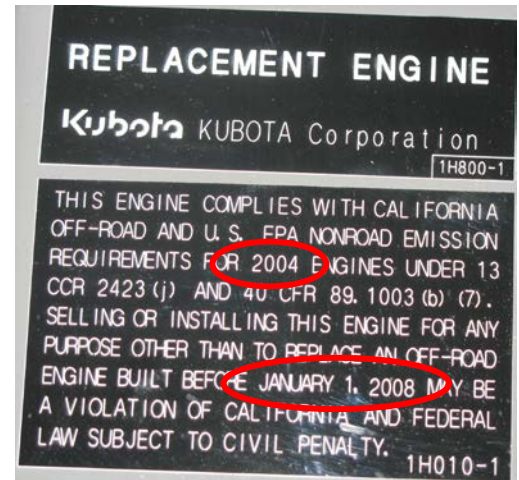 REPLACEMENT ENGINE
Kubota KUBOTA Corporation
1H800-1
THIS ENGINE COMPLIES WITH CALIFORNIA
OFF-ROAD AND U.S. EPA NONROAD EMISSION
REQUIREMENTS FOR 2004 ENGINES UNDER 13
CCR 2423(j) AND 40 CFR 89.1003(b)(7).
SELLING OR INSTALLING THIS ENGINE FOR ANY
PURPOSE OTHER THAN TO REPLACE AN OFF-ROAD
ENGINE BUILT BEFORE JANUARY 1, 2008 MAY BE
A VIOLATION OF CALIFORNIA AND FEDERAL
LAW SUBJECT TO CIVIL PENALTY.
1H010-1